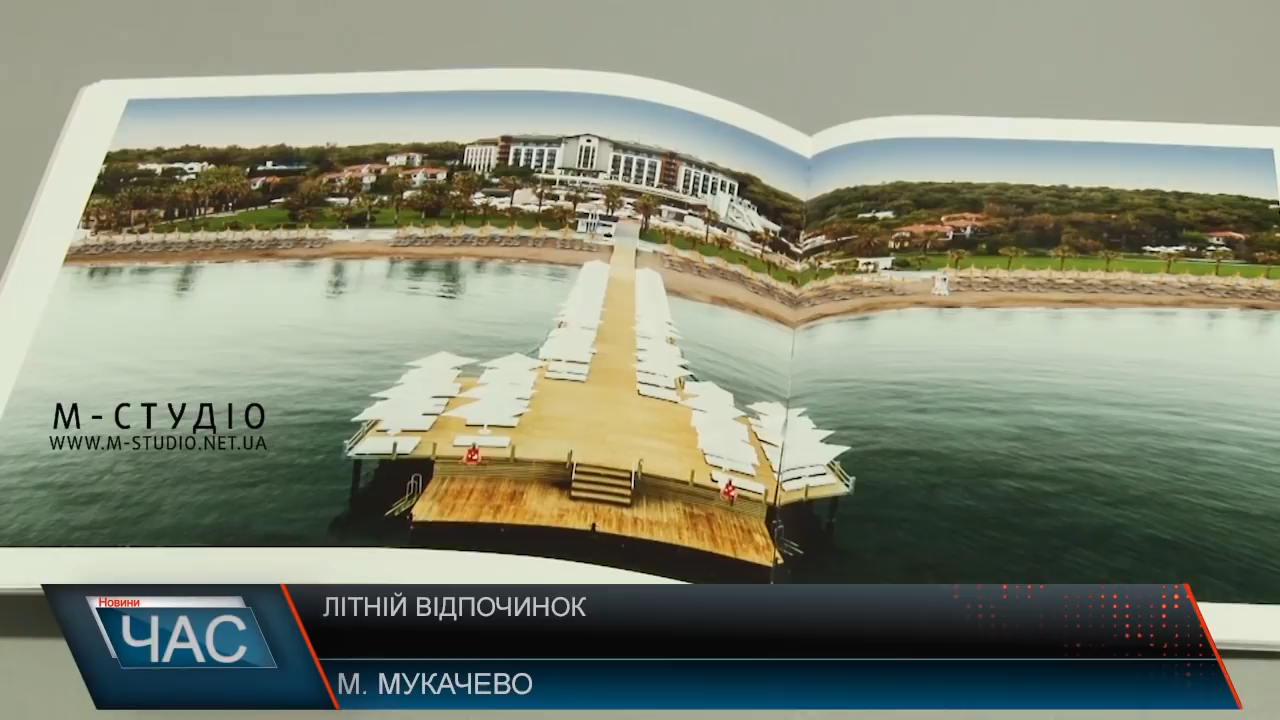 М-СТУДІО
WWW.M-STUDIO.NET.UA
Новини
ЧАС
ЛІТНІЙ ВІДПОЧИНОК
М. МУКАЧЕВО